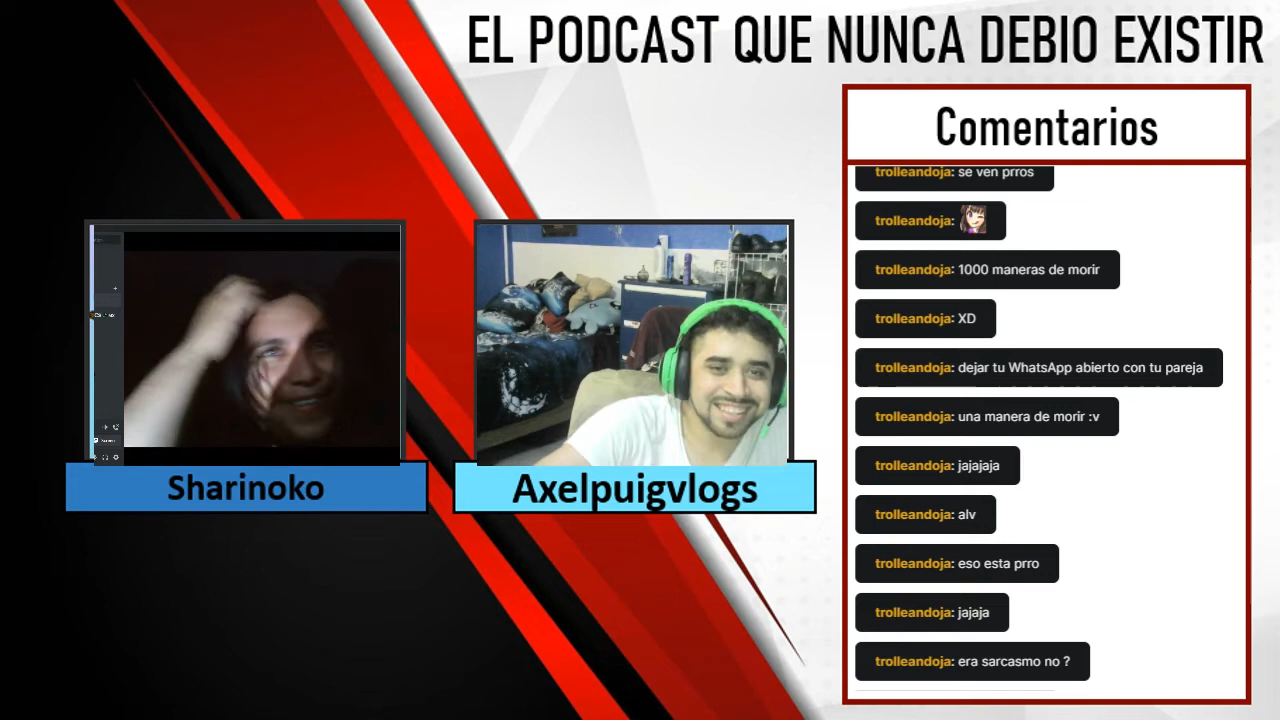 EL PODCAST QUE NUNCA DEBIO EXISTIR
Comentarios
trolleandoja: se ven prros
trolleandoja:
trolleandoja: 1000 maneras de morir
trolleandoja: XD
trolleandoja: dejar tu WhatsApp abierto con tu pareja
trolleandoja: una manera de morir :v
trolleandoja: jajajaja
trolleandoja: alv
trolleandoja: eso esta prro
trolleandoja: jajaja
trolleandoja: era sarcasmo no ?
Sharinoko
Axelpuigvlogs